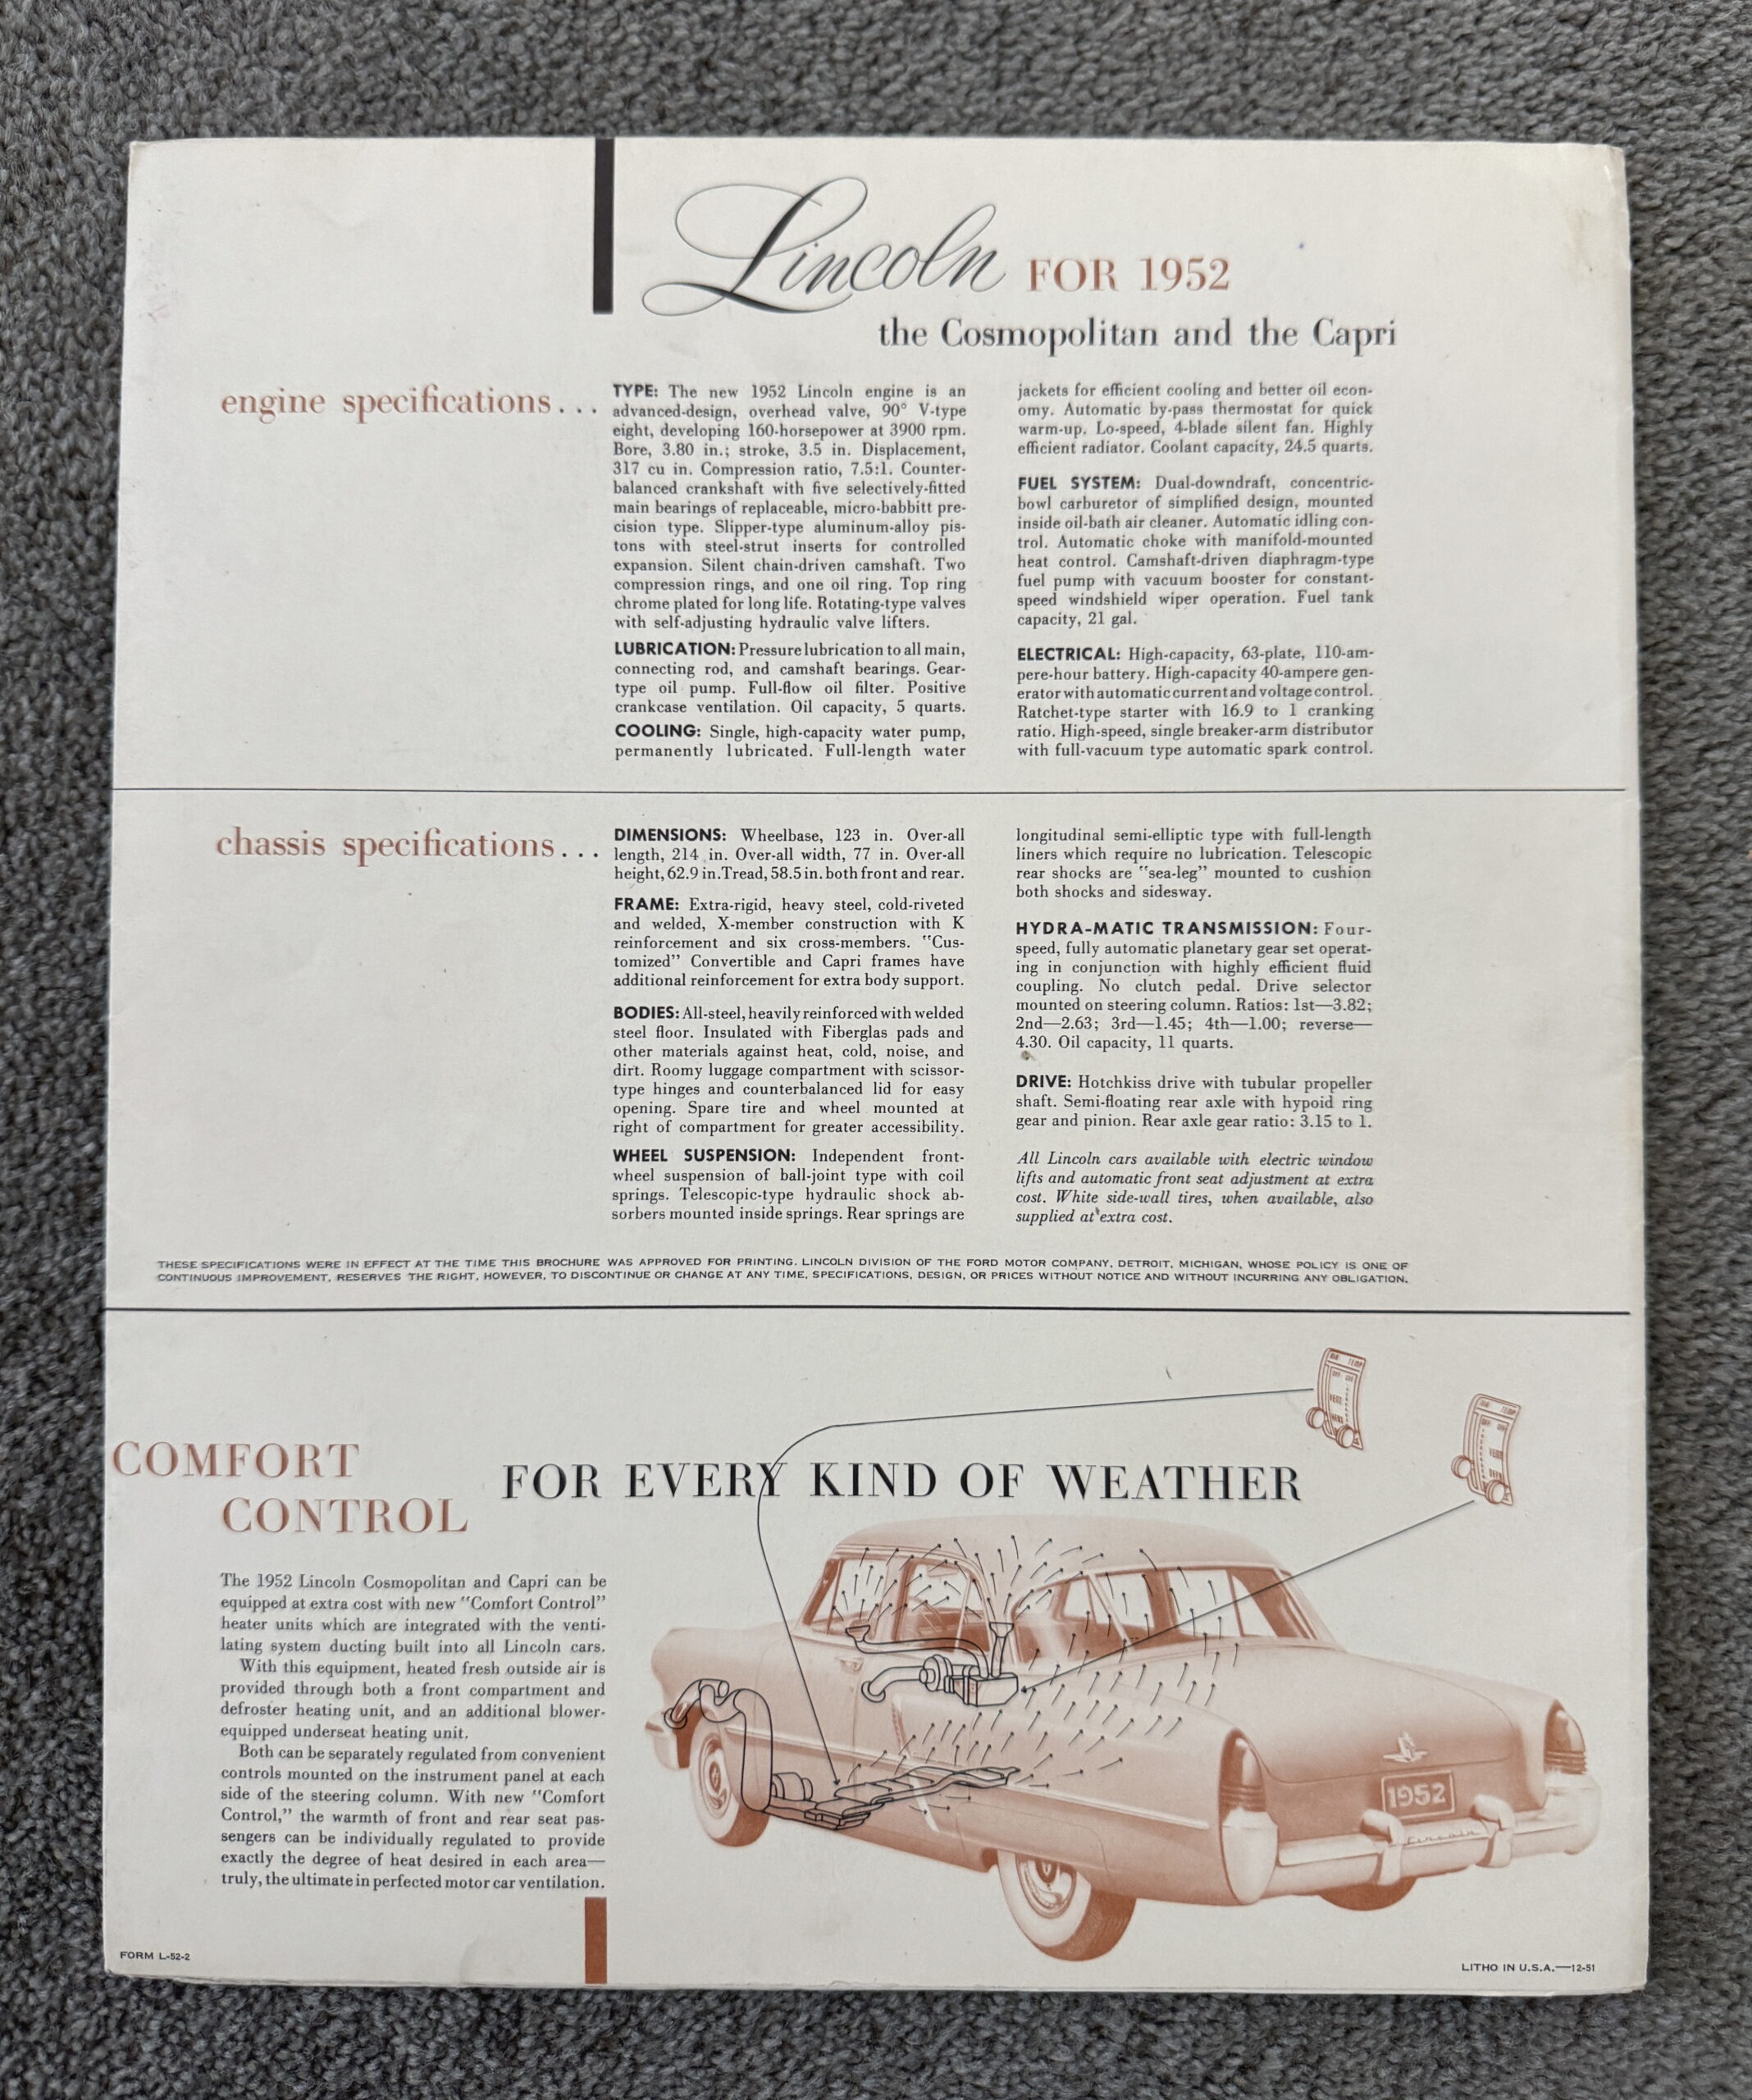 Lincoln FOR 1952
the Cosmopolitan and the Capri
engine specifications...
TYPE: The new 1952 Lincoln engine is an
advanced-design, overhead valve, 90° V-type
eight, developing 160-horsepower at 3900 rpm.
Bore, 3.80 in.; stroke, 3.5 in. Displacement,
317 cu in. Compression ratio, 7.5:1. Counter-
balanced crankshaft with five selectively-fitted
main bearings of replaceable, micro-babbitt pre-
cision type. Slipper-type aluminum-alloy pis-
tons with steel-strut inserts for controlled
expansion. Silent chain-driven camshaft. Two
compression rings, and one oil ring. Top ring
chrome plated for long life. Rotating-type valves
with self-adjusting hydraulic valve lifters.
LUBRICATION: Pressure lubrication to all main,
connecting rod, and camshaft bearings. Gear-
type oil pump. Full-flow oil filter. Positive
crankcase ventilation. Oil capacity, 5 quarts.
COOLING: Single, high-capacity water pump,
permanently lubricated. Full-length water
jackets for efficient cooling and better oil econ-
omy. Automatic by-pass thermostat for quick
warm-up. Lo-speed, 4-blade silent fan. Highly
efficient radiator. Coolant capacity, 24.5 quarts.
FUEL SYSTEM: Dual-downdraft, concentric-
bowl carburetor of simplified design, mounted
inside oil-bath air cleaner. Automatic idling con-
trol. Automatic choke with manifold-mounted
heat control. Camshaft-driven diaphragm-type
fuel pump with vacuum booster for constant-
speed windshield wiper operation. Fuel tank
capacity, 21 gal.
ELECTRICAL: High-capacity, 63-plate, 110-am-
pere-hour battery. High-capacity 40-ampere gen-
erator with automatic current and voltage control.
Ratchet-type starter with 16.9 to 1 cranking
ratio. High-speed, single breaker-arm distributor
with full-vacuum type automatic spark control.
chassis specifications...
DIMENSIONS: Wheelbase, 123 in. Over-all
length, 214 in. Over-all width, 77 in. Over-all
height, 62.9 in. Tread, 58.5 in. both front and rear.
FRAME: Extra-rigid, heavy steel, cold-riveted
and welded, X-member construction with K
reinforcement and six cross-members. "Cus-
tomized" Convertible and Capri frames have
additional reinforcement for extra body support.
BODIES: All-steel, heavily reinforced with welded
steel floor. Insulated with Fiberglas pads and
other materials against heat, cold, noise, and
dirt. Roomy luggage compartment with scissor-
type hinges and counterbalanced lid for easy
opening. Spare tire and wheel mounted at
right of compartment for greater accessibility.
WHEEL SUSPENSION: Independent front-
wheel suspension of ball-joint type with coil
springs. Telescopic-type hydraulic shock ab-
sorbers mounted inside springs. Rear springs are
longitudinal semi-elliptic type with full-length
liners which require no lubrication. Telescopic
rear shocks are "sea-leg" mounted to cushion
both shocks and sidesway.
HYDRA-MATIC TRANSMISSION: Four-
speed, fully automatic planetary gear set operat-
ing in conjunction with highly efficient fluid
coupling. No clutch pedal. Drive selector
mounted on steering column. Ratios: 1st—3.82;
2nd—2.63; 3rd—1.45; 4th—1.00; reverse—
4.30. Oil capacity, 11 quarts.
DRIVE: Hotchkiss drive with tubular propeller
shaft. Semi-floating rear axle with hypoid ring
gear and pinion. Rear axle gear ratio: 3.15 to 1.
All Lincoln cars available with electric window
lifts and automatic front seat adjustment at extra
cost. White side-wall tires, when available, also
supplied at extra cost.
THESE SPECIFICATIONS WERE IN EFFECT AT THE TIME THIS BROCHURE WAS APPROVED FOR PRINTING. LINCOLN DIVISION OF THE FORD MOTOR COMPANY, DETROIT, MICHIGAN, WHOSE POLICY IS ONE OF
CONTINUOUS IMPROVEMENT, RESERVES THE RIGHT, HOWEVER, TO DISCONTINUE OR CHANGE AT ANY TIME, SPECIFICATIONS, DESIGN, OR PRICES WITHOUT NOTICE AND WITHOUT INCURRING ANY OBLIGATION.
COMFORT
CONTROL
FOR EVERY KIND OF WEATHER
The 1952 Lincoln Cosmopolitan and Capri can be
equipped at extra cost with new "Comfort Control"
heater units which are integrated with the venti-
lating system ducting built into all Lincoln cars.
With this equipment, heated fresh outside air is
provided through both a front compartment and
defroster heating unit, and an additional blower-
equipped underseat heating unit.
Both can be separately regulated from convenient
controls mounted on the instrument panel at each
side of the steering column. With new "Comfort
Control," the warmth of front and rear seat pas-
sengers can be individually regulated to provide
exactly the degree of heat desired in each area—
truly, the ultimate in perfected motor car ventilation.
AIR TEMP
OFF ON
VENT
AIR TEMP
OFF ON
VENT
1952
Lincoln
FORM L-52-2
LITHO IN U.S.A.—12-51